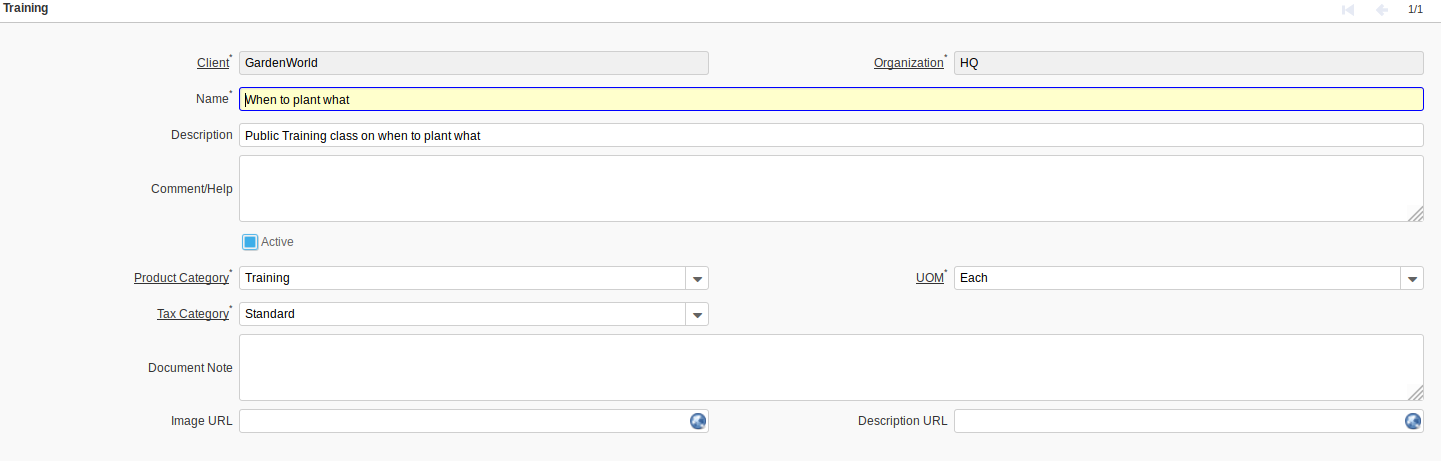 Training 1/1
Client* GardenWorld Organization* HQ
Name* When to plant what
Description Public Training class on when to plant what
Comment/Help
Active
Product Category* Training UOM* Each
Tax Category* Standard
Document Note
Image URL Description URL